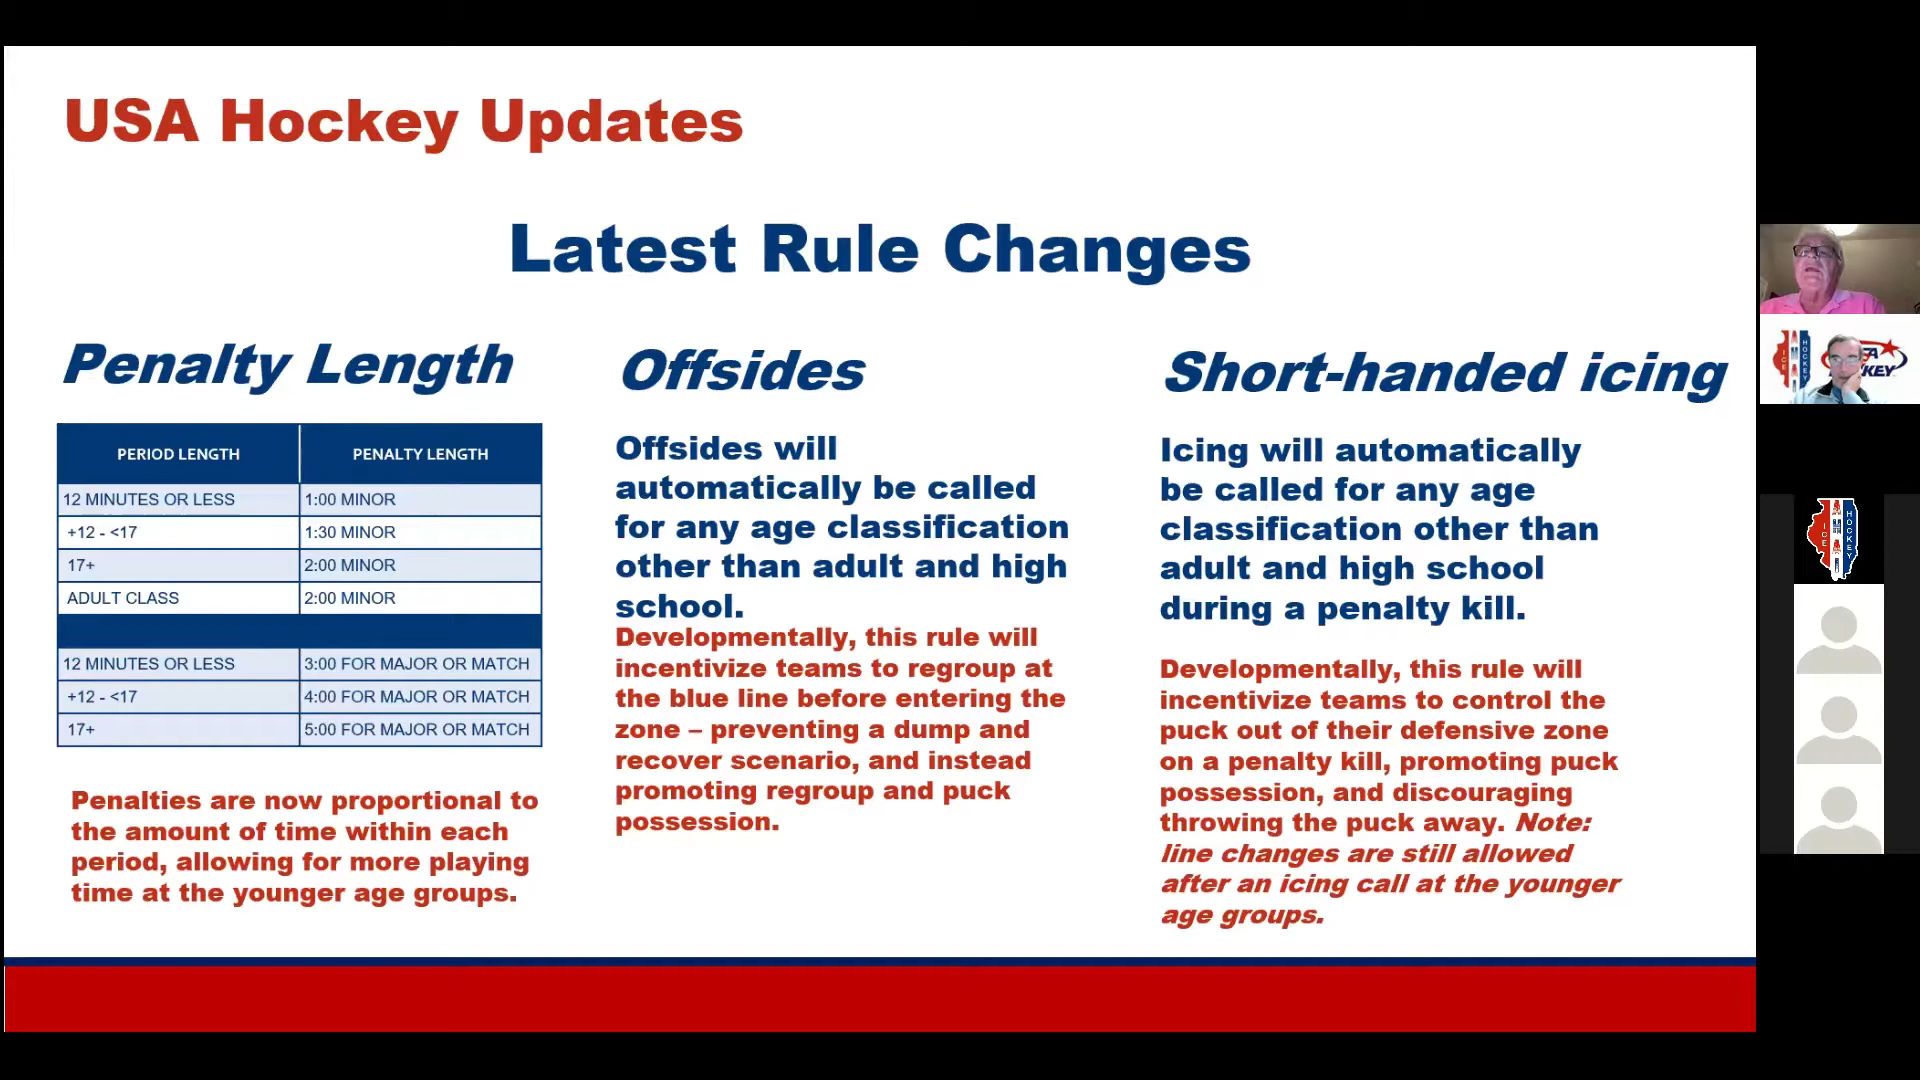 USA Hockey Updates
Latest Rule Changes
Penalty Length
PERIOD LENGTH PENALTY LENGTH
12 MINUTES OR LESS 1:00 MINOR
+12 - <17 1:30 MINOR
17+ 2:00 MINOR
ADULT CLASS 2:00 MINOR
12 MINUTES OR LESS 3:00 FOR MAJOR OR MATCH
+12 - <17 4:00 FOR MAJOR OR MATCH
17+ 5:00 FOR MAJOR OR MATCH
Penalties are now proportional to
the amount of time within each
period, allowing for more playing
time at the younger age groups.
Offsides
Offsides will
automatically be called
for any age classification
other than adult and high
school.
Developmentally, this rule will
incentivize teams to regroup at
the blue line before entering the
zone – preventing a dump and
recover scenario, and instead
promoting regroup and puck
possession.
Short-handed icing
Icing will automatically
be called for any age
classification other than
adult and high school
during a penalty kill.
Developmentally, this rule will
incentivize teams to control the
puck out of their defensive zone
on a penalty kill, promoting puck
possession, and discouraging
throwing the puck away. Note:
line changes are still allowed
after an icing call at the younger
age groups.
ICE
HOCKEY